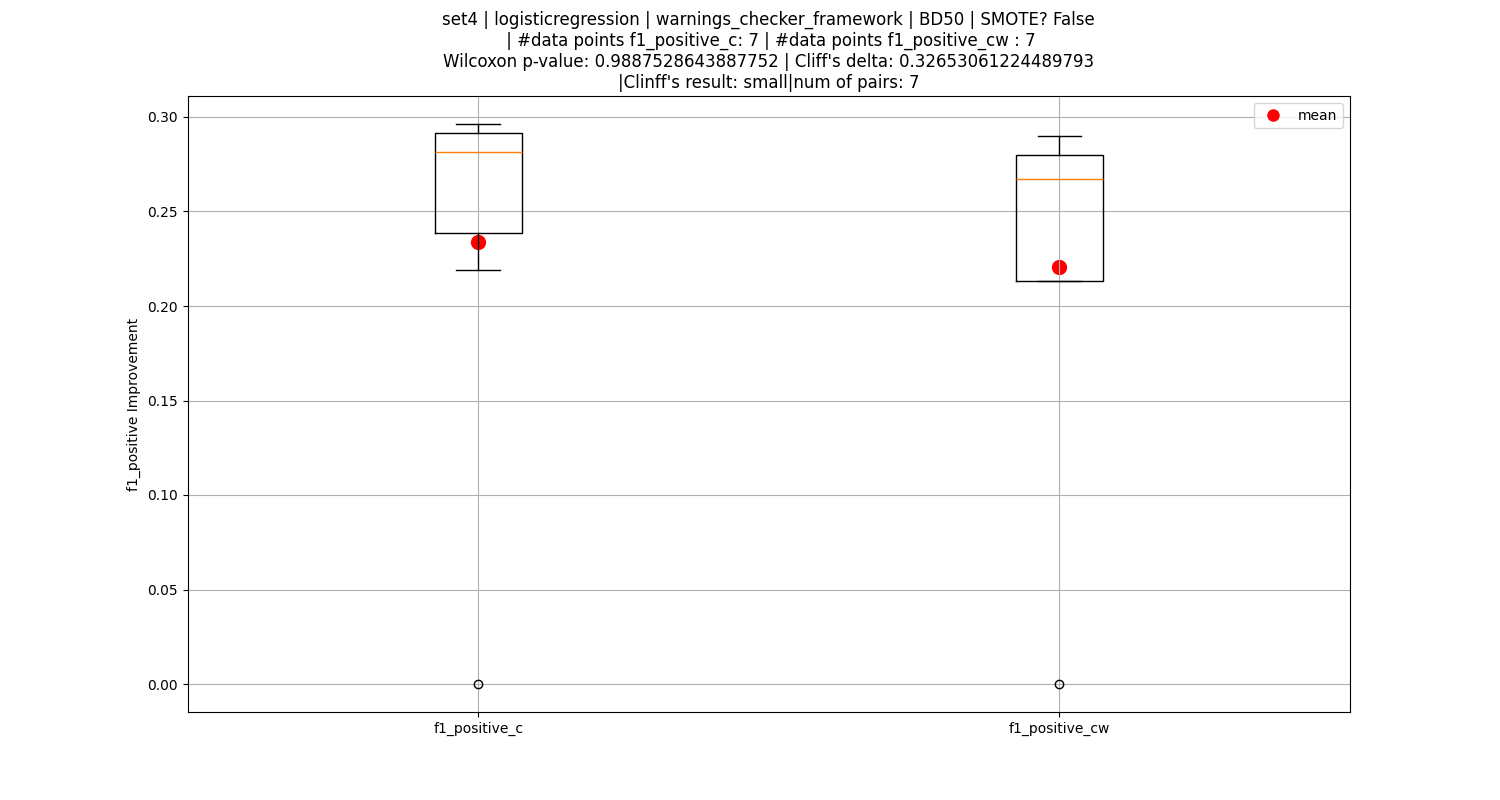 set4 | logisticregression | warnings_checker_framework | BD50 | SMOTE? False
| #data points f1_positive_c: 7 | #data points f1_positive_cw : 7
Wilcoxon p-value: 0.9887528643887752 | Cliff's delta: 0.32653061224489793
|Clinff's result: small|num of pairs: 7
mean
f1_positive Improvement
0.30
0.25
0.20
0.15
0.10
0.05
0.00
f1_positive_c
f1_positive_cw